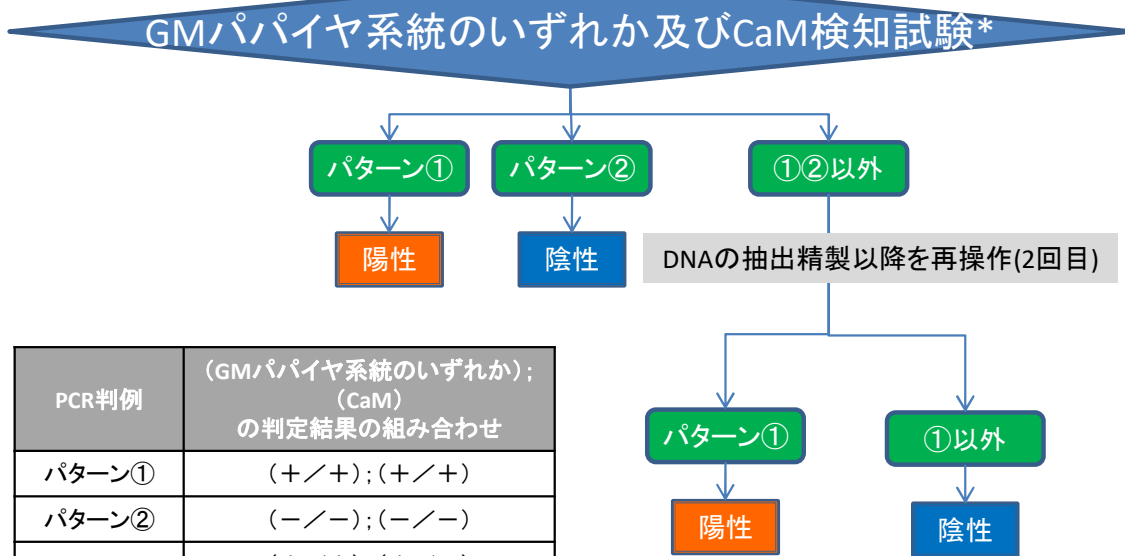 GMパパイヤ系統のいずれか及びCaM検知試験*
パターン①
パターン②
①②以外
陽性
陰性
DNAの抽出精製以降を再操作(2回目)
パターン①
①以外
陽性
陰性
PCR判例
(GMパパイヤ系統のいずれか);
(CaM)
の判定結果の組み合わせ
パターン①
(+/+);(+/+)
パターン②
(-/-);(-/-)